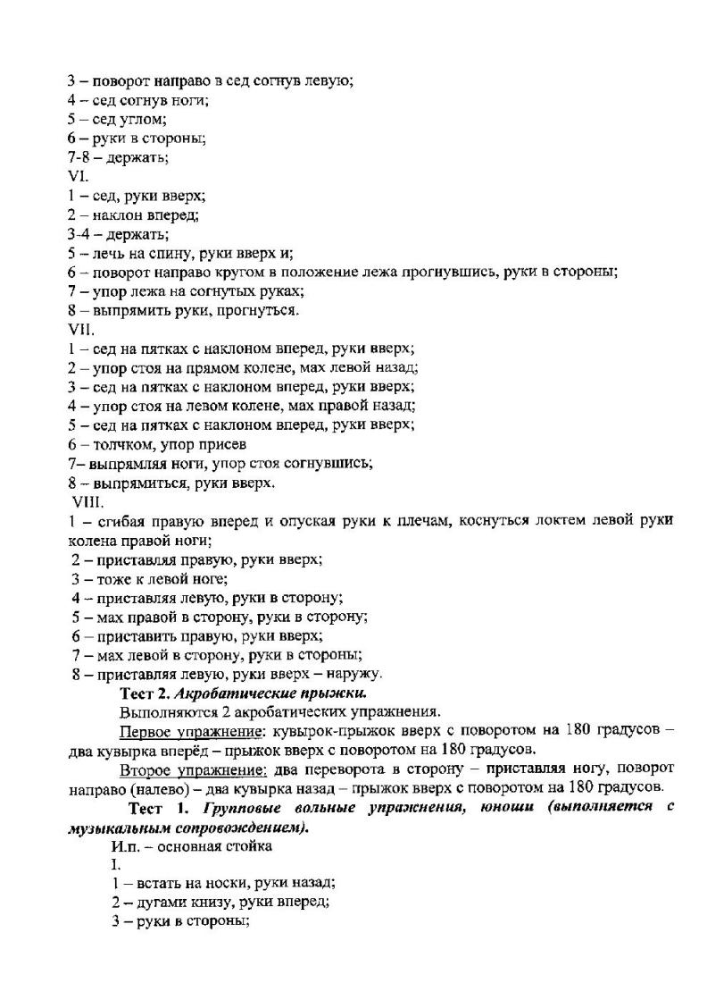 3 – поворот направо в сед согнув левую;
4 – сед согнув ноги;
5 – сед углом;
6 – руки в стороны;
7-8 – держать;
VI.
1 – сед, руки вверх;
2 – наклон вперед;
3-4 – держать;
5 – лечь на спину, руки вверх и;
6 – поворот направо кругом в положение лежа прогнувшись, руки в стороны;
7 – упор лежа на согнутых руках;
8 – выпрямить руки, прогнуться.
VII.
1 – сед на пятках с наклоном вперед, руки вверх;
2 – упор стоя на прямом колене, мах левой назад;
3 – сед на пятках с наклоном вперед, руки вверх;
4 – упор стоя на левом колене, мах правой назад;
5 – сед на пятках с наклоном вперед, руки вверх;
6 – толчком, упор присев
7– выпрямляя ноги, упор стоя согнувшись;
8 – выпрямиться, руки вверх.
VIII.
1 – сгибая правую вперед и опуская руки к плечам, коснуться локтем левой руки
колена правой ноги;
2 – приставляя правую, руки вверх;
3 – тоже к левой ноге;
4 – приставляя левую, руки в сторону;
5 – мах правой в сторону, руки в сторону;
6 – приставить правую, руки вверх;
7 – мах левой в сторону, руки в стороны;
8 – приставляя левую, руки вверх – наружу.
Тест 2. Акробатические прыжки.
Выполняются 2 акробатических упражнения.
Первое упражнение: кувырок-прыжок вверх с поворотом на 180 градусов –
два кувырка вперёд – прыжок вверх с поворотом на 180 градусов.
Второе упражнение: два переворота в сторону – приставляя ногу, поворот
направо (налево) – два кувырка назад – прыжок вверх с поворотом на 180 градусов.
Тест 1. Групповые вольные упражнения, юноши (выполняется с
музыкальным сопровождением).
И.п. – основная стойка
I.
1 – встать на носки, руки назад;
2 – дугами книзу, руки вперед;
3 – руки в стороны;